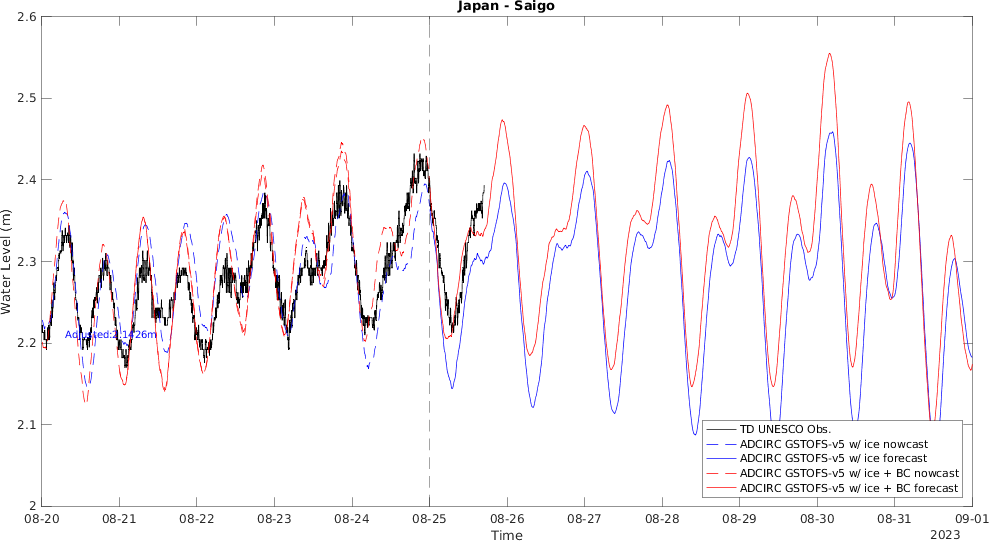 Japan - Saigo
2.6
2.5
2.4
2.3
2.2
2.1
2
Water Level (m)
Adjusted:2.1426m
TD UNESCO Obs.
ADCIRC GSTOFS-v5 w/ ice nowcast
ADCIRC GSTOFS-v5 w/ ice forecast
ADCIRC GSTOFS-v5 w/ ice + BC nowcast
ADCIRC GSTOFS-v5 w/ ice + BC forecast
08-20 08-21 08-22 08-23 08-24 08-25 08-26 08-27 08-28 08-29 08-30 08-31 09-01
Time
2023